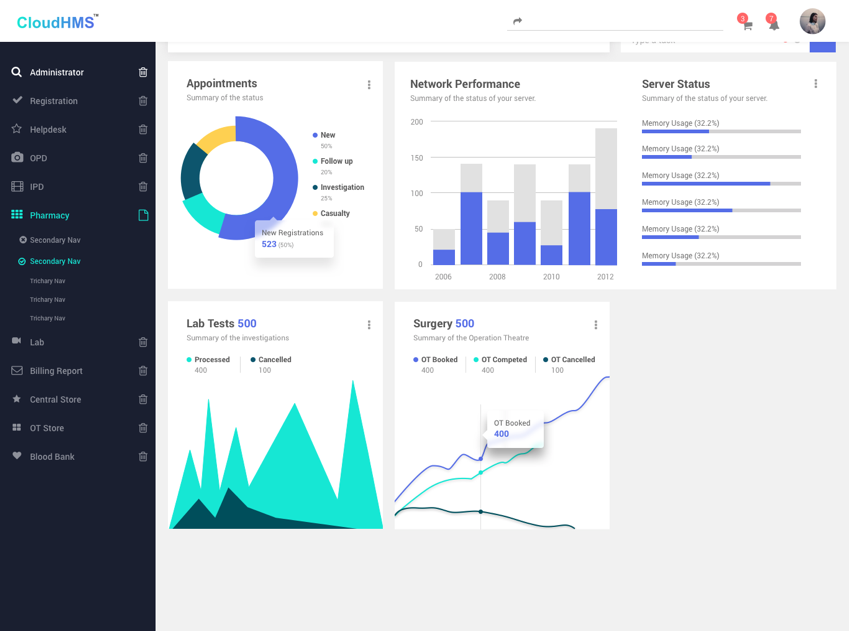 CloudHMS™
3
7
Administrator
Registration
Helpdesk
OPD
IPD
Pharmacy
Secondary Nav
Secondary Nav
Trichary Nav
Trichary Nav
Trichary Nav
Lab
Billing Report
Central Store
OT Store
Blood Bank
Appointments
Summary of the status
New
50%
Follow up
20%
Investigation
25%
Casualty
New Registrations
523 (50%)
Network Performance
Summary of the status of your server.
200
150
100
50
0
2006
2008
2010
2012
Server Status
Summary of the status of your server.
Memory Usage (32.2%)
Memory Usage (32.2%)
Memory Usage (32.2%)
Memory Usage (32.2%)
Memory Usage (32.2%)
Memory Usage (32.2%)
Lab Tests 500
Summary of the investigations
Processed
400
Cancelled
100
Surgery 500
Summary of the Operation Theatre
OT Booked
400
OT Competed
400
OT Cancelled
100
OT Booked
400